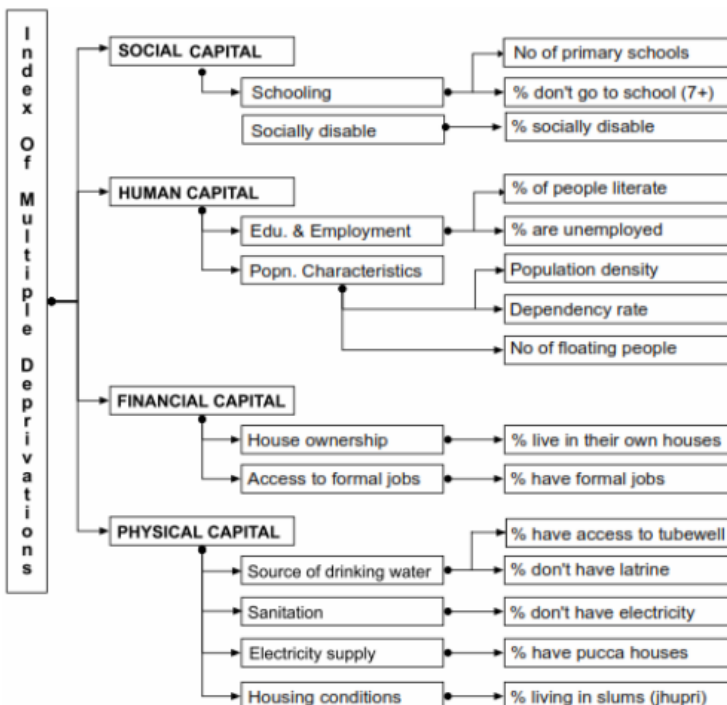 Index Of Multiple Deprivations
SOCIAL CAPITAL
Schooling
No of primary schools
% don't go to school (7+)
Socially disable
% socially disable
HUMAN CAPITAL
Edu. & Employment
% of people literate
% are unemployed
Popn. Characteristics
Population density
Dependency rate
No of floating people
FINANCIAL CAPITAL
House ownership
% live in their own houses
Access to formal jobs
% have formal jobs
PHYSICAL CAPITAL
Source of drinking water
% have access to tubewell
% don't have latrine
Sanitation
% don't have electricity
Electricity supply
% have pucca houses
Housing conditions
% living in slums (jhupri)